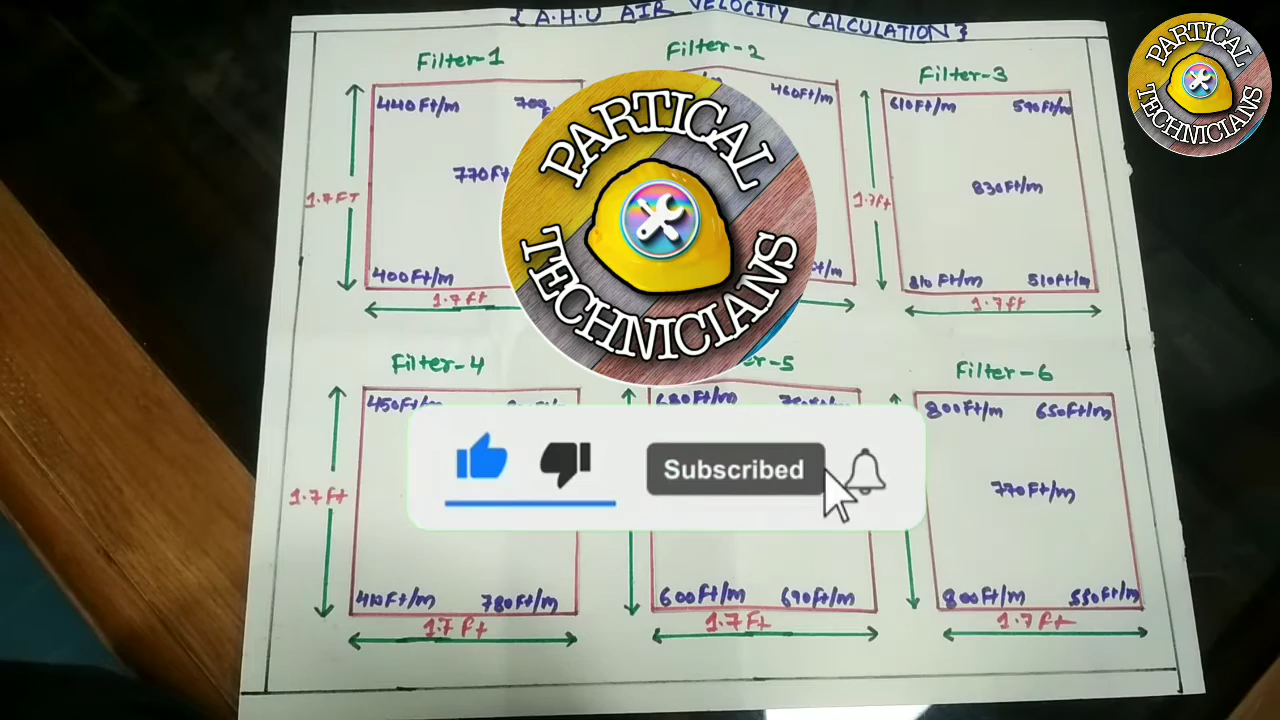 { A.H.U AIR VELOCITY CALCULATION }
Filter-1
Filter-2
Filter-3
440Ft/m 700
460Ft/m
610Ft/m 590Ft/m
1.7FT
770Ft
1.7ft
830Ft/m
400Ft/m
810Ft/m 510Ft/m
1.7ft
1.7ft
PARTICAL
TECHNICIANS
PARTICAL
TECHNICIANS
Filter-4
Filter-6
450Ft/m
680Ft/m
800Ft/m 650Ft/m
1.7ft
770Ft/m
Subscribed
410Ft/m 780Ft/m
600Ft/m 690Ft/m
800Ft/m 550Ft/m
1.7Ft
1.7Ft
1.7Ft